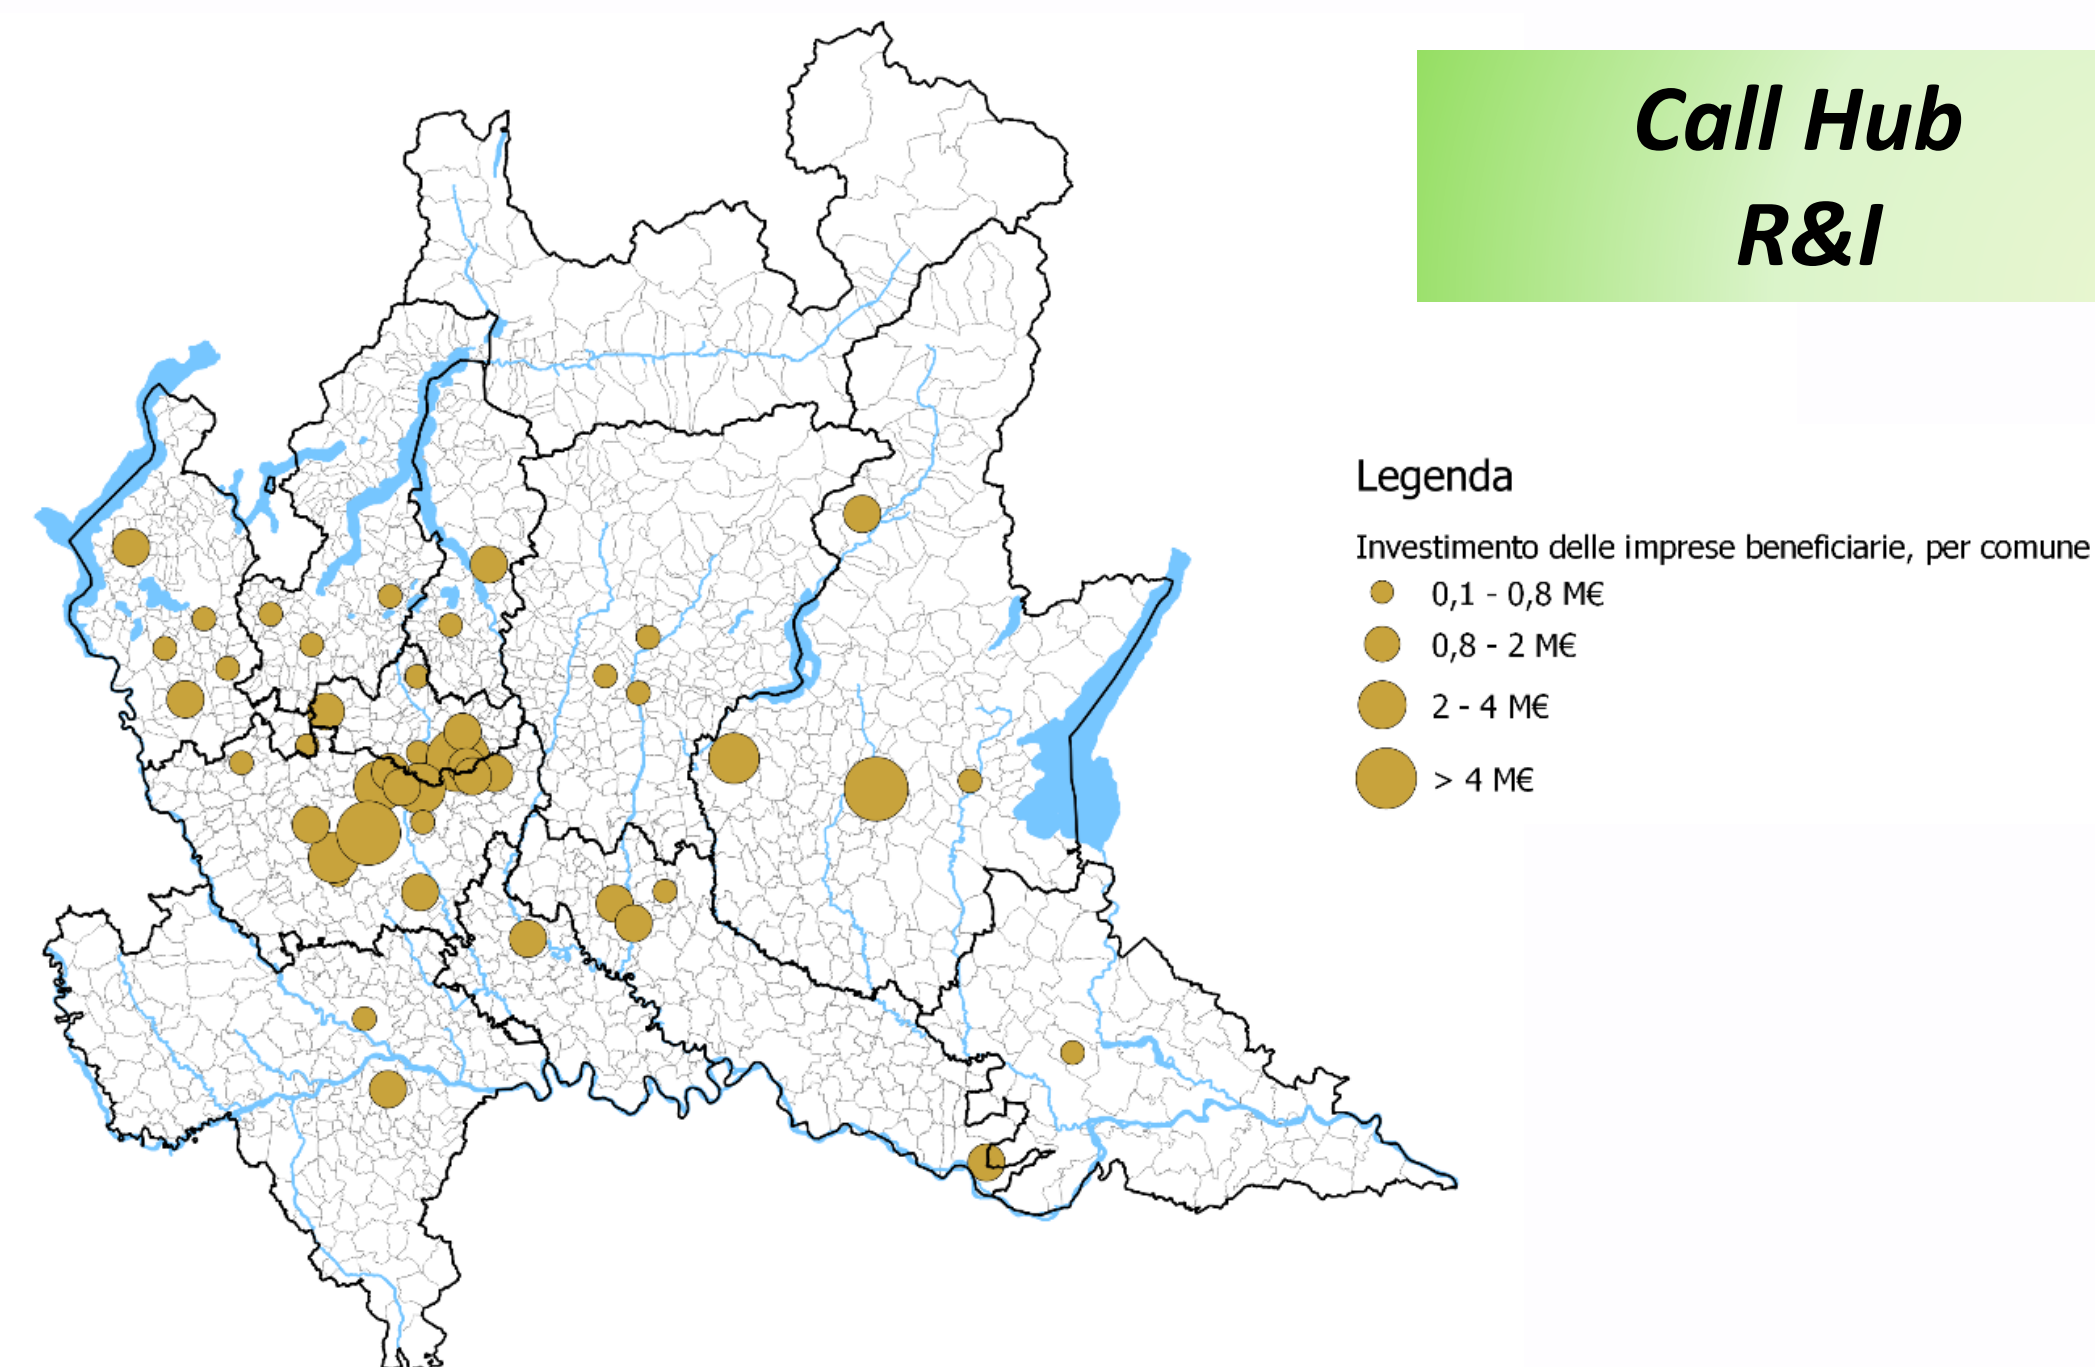 Call Hub
R&I
Legenda
Investimento delle imprese beneficiarie, per comune
0,1 - 0,8 M€
0,8 - 2 M€
2 - 4 M€
> 4 M€